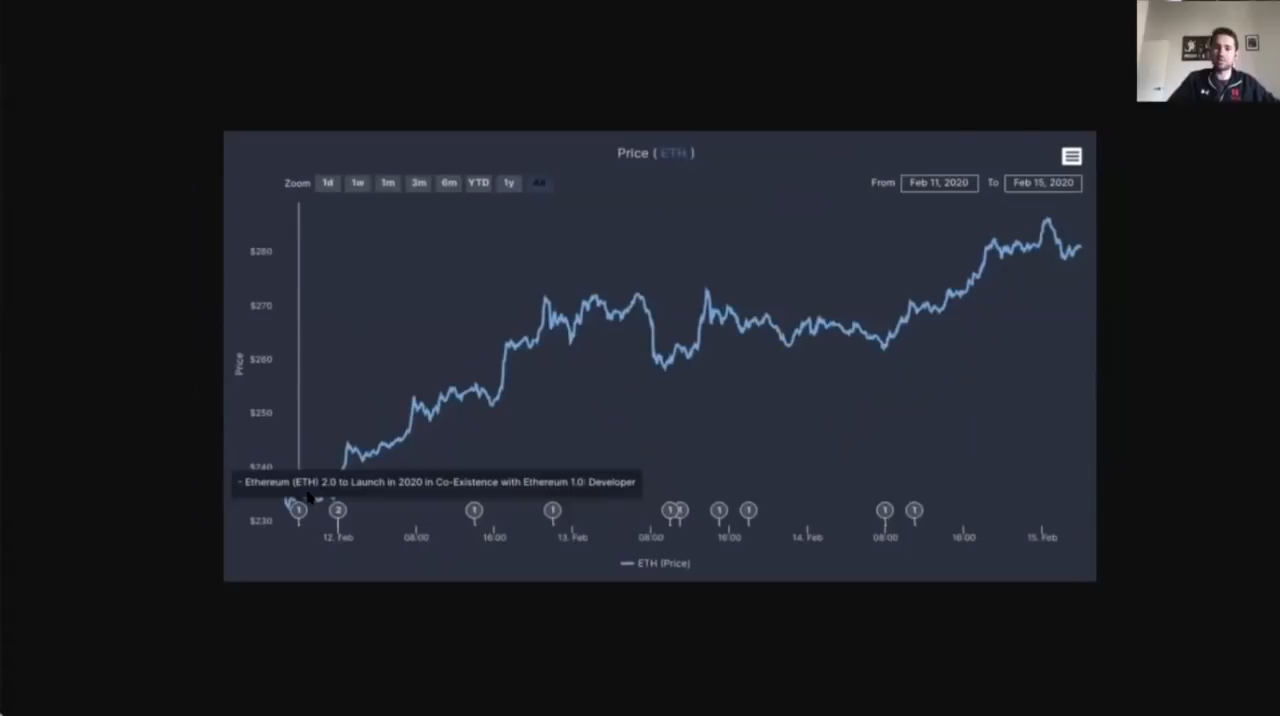 Price ( ETH )
Zoom 1d 1w 1m 3m 6m YTD 1y All
From Feb 11, 2020 To Feb 15, 2020
$280
$270
$260
Price
$250
$240
- Ethereum (ETH) 2.0 to Launch in 2020 in Co-Existence with Ethereum 1.0: Developer
1 2 1 1 1 1 1 1 1 1
$230
12. Feb 08:00 16:00 13. Feb 08:00 16:00 14. Feb 08:00 16:00 15. Feb
ETH (Price)